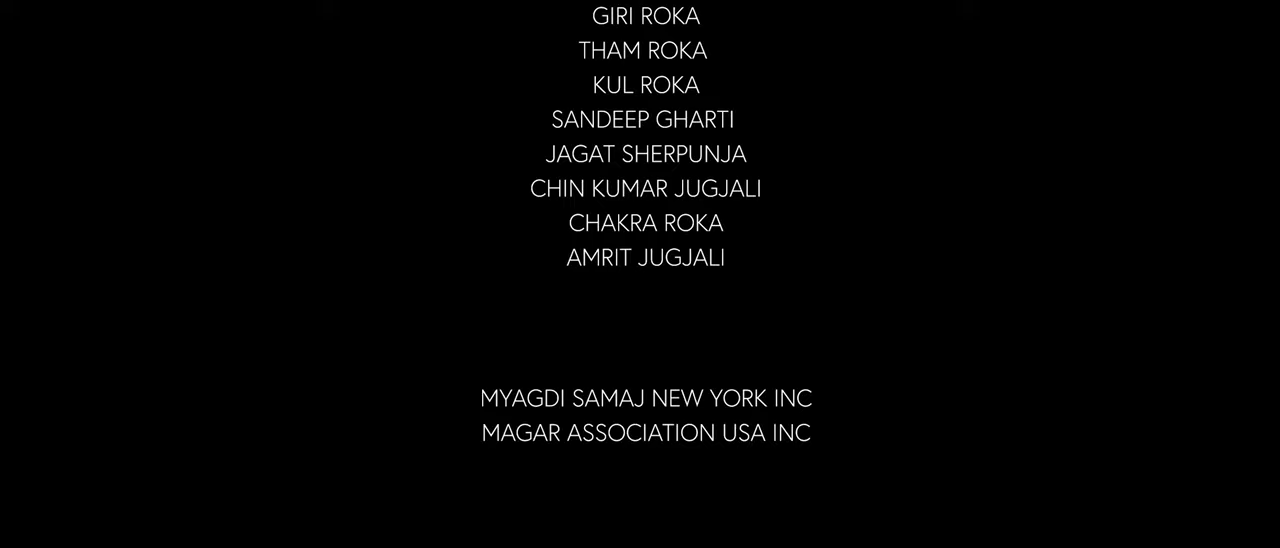 GIRI ROKA
THAM ROKA
KUL ROKA
SANDEEP GHARTI
JAGAT SHERPUNJA
CHIN KUMAR JUGJALI
CHAKRA ROKA
AMRIT JUGJALI
MYAGDI SAMAJ NEW YORK INC
MAGAR ASSOCIATION USA INC